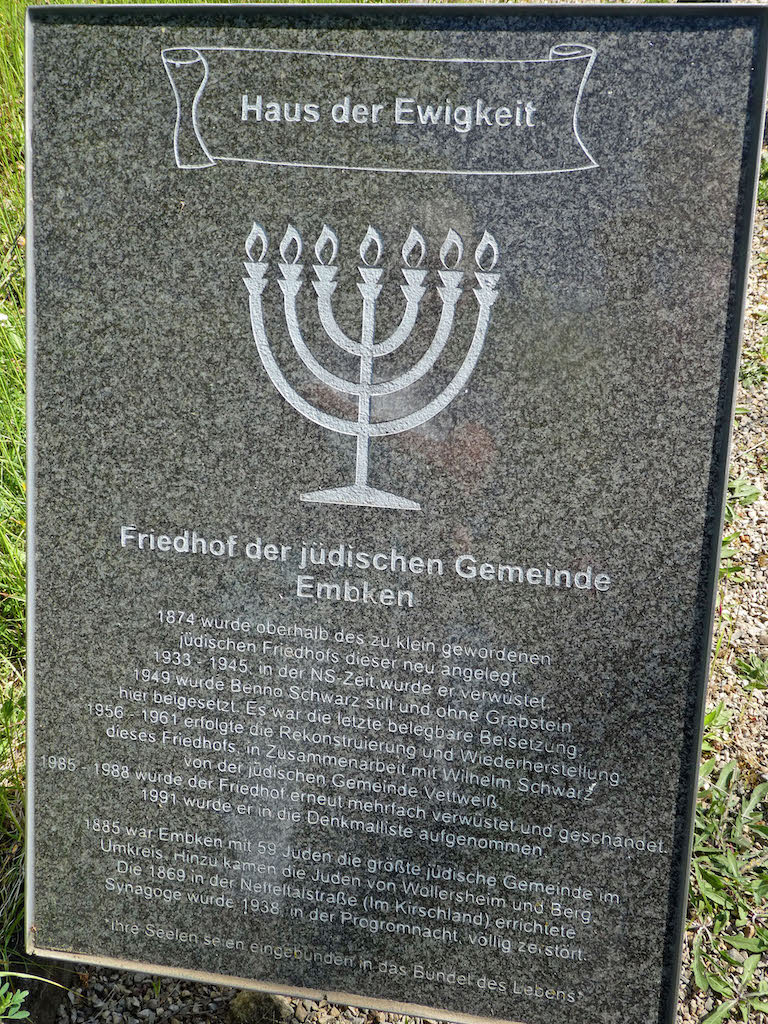 Haus der Ewigkeit
Friedhof der jüdischen Gemeinde
Embken
1874 wurde oberhalb des zu klein gewordenen
jüdischen Friedhofs dieser neu angelegt.
1933 - 1945, in der NS-Zeit wurde er verwüstet.
1949 wurde Benno Schwarz still und ohne Grabstein
hier beigesetzt. Es war die letzte belegbare Beisetzung.
1956 - 1961 erfolgte die Rekonstruierung und Wiederherstellung
dieses Friedhofs, in Zusammenarbeit mit Wilhelm Schwarz
von der jüdischen Gemeinde Vettweiß.
1985 - 1988 wurde der Friedhof erneut mehrfach verwüstet und geschändet.
1991 wurde er in die Denkmalliste aufgenommen.
1885 war Embken mit 59 Juden die größte jüdische Gemeinde im
Umkreis. Hinzu kamen die Juden von Wollersheim und Berg.
Die 1869 in der Neffeltalstraße (Im Kirschland) errichtete
Synagoge wurde 1938, in der Progromnacht, völlig zerstört.
"Ihre Seelen seien eingebunden in das Bündel des Lebens"